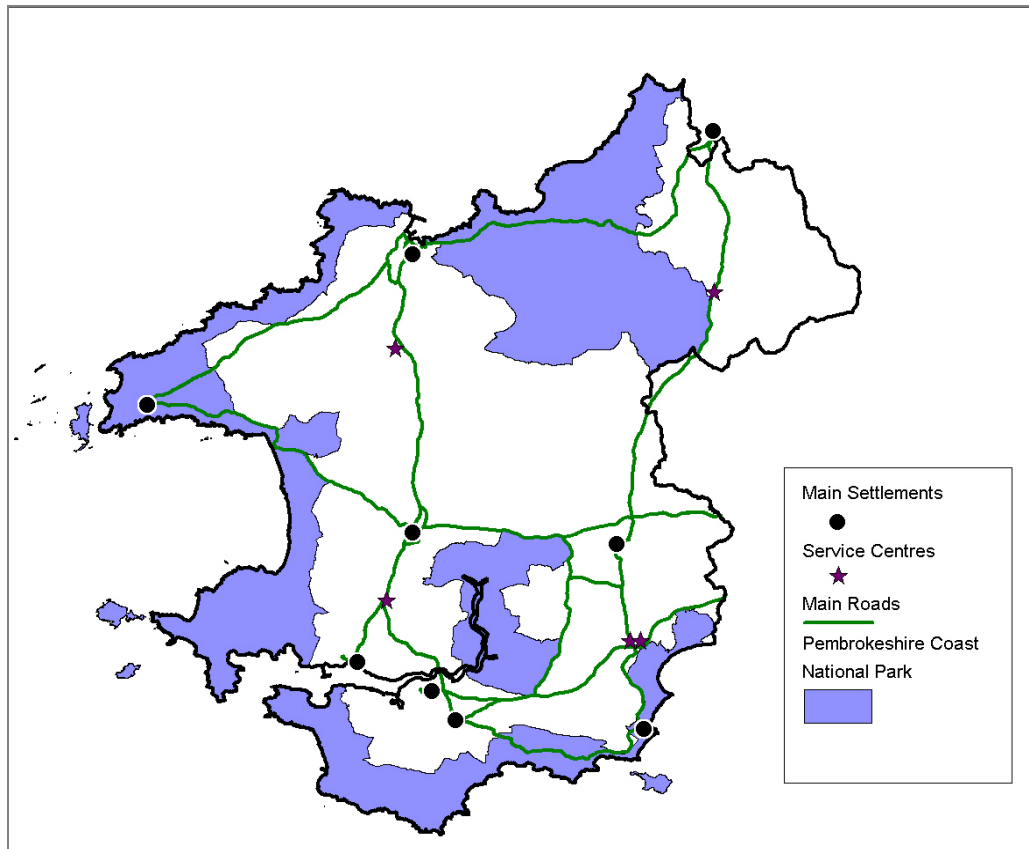 Main Settlements
Service Centres
Main Roads
Pembrokeshire Coast
National Park